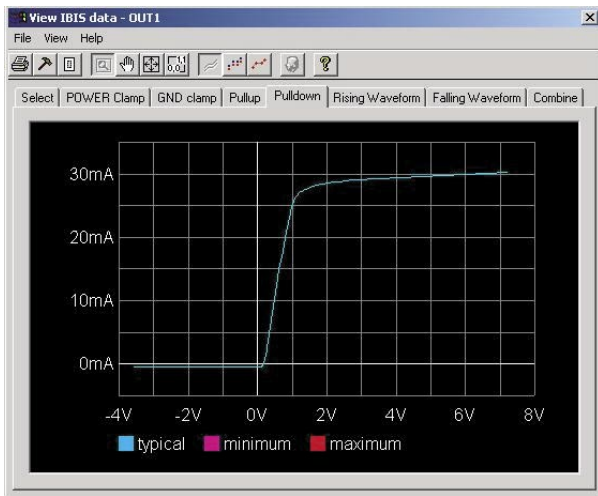 View IBIS data - OUT1
File View Help
Select POWER Clamp GND clamp Pullup Pulldown Rising Waveform Falling Waveform Combine
30mA
20mA
10mA
0mA
-4V -2V 0V 2V 4V 6V 8V
typical minimum maximum